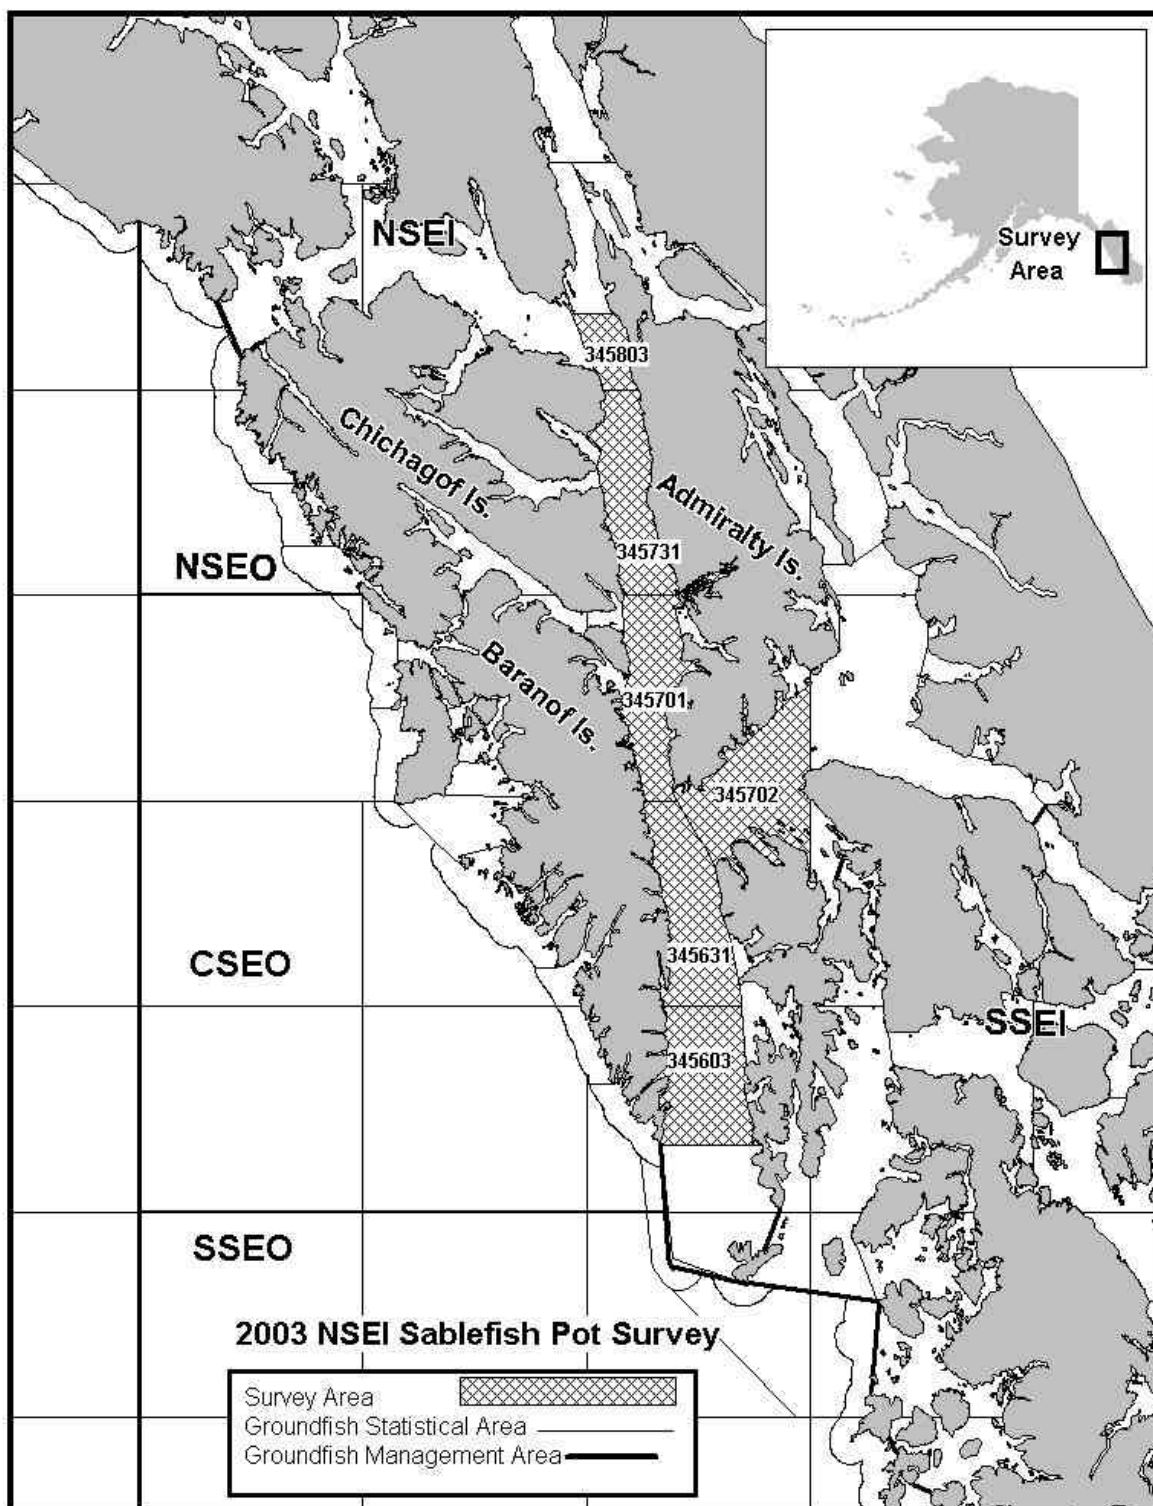 NSEI
Survey
Area
345803
Chichagof Is.
Admiralty Is.
345731
NSEO
Baranof Is.
345701
345702
CSEO
345631
SSEI
345603
SSEO
2003 NSEI Sablefish Pot Survey
Survey Area
Groundfish Statistical Area
Groundfish Management Area